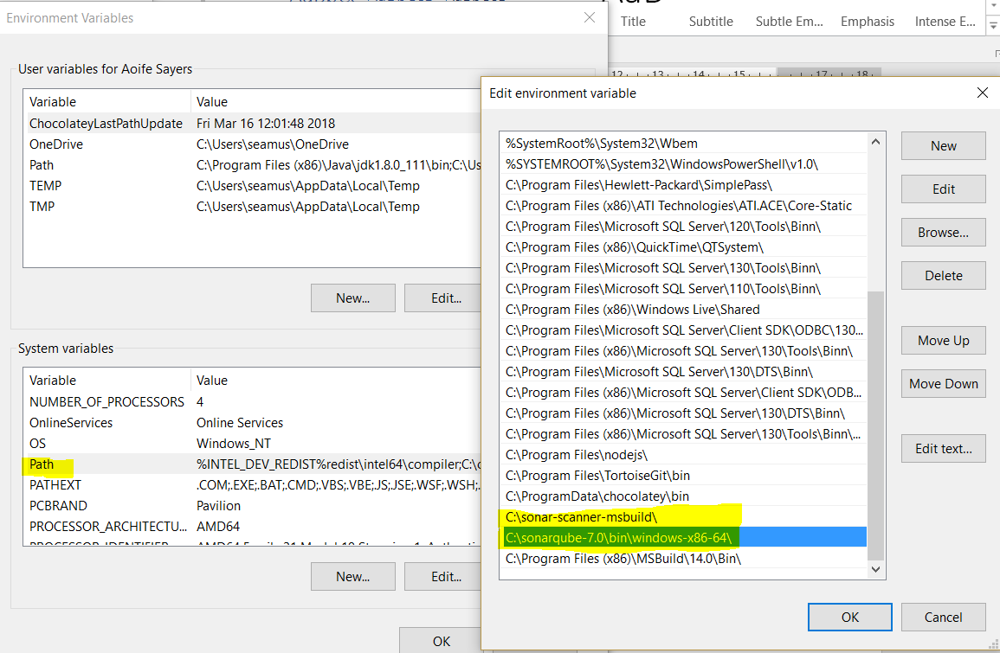 Environment Variables
Title Subtitle Subtle Em... Emphasis Intense E...
12 13 14 15 17 18
User variables for Aoife Sayers
Variable Value
ChocolateyLastPathUpdate Fri Mar 16 12:01:48 2018
OneDrive C:\Users\seamus\OneDrive
Path C:\Program Files (x86)\Java\jdk1.8.0_111\bin;C:\Us
TEMP C:\Users\seamus\AppData\Local\Temp
TMP C:\Users\seamus\AppData\Local\Temp
New... Edit...
System variables
Variable Value
NUMBER_OF_PROCESSORS 4
OnlineServices Online Services
OS Windows_NT
Path %INTEL_DEV_REDIST%redist\intel64\compiler;C:\
PATHEXT .COM;.EXE;.BAT;.CMD;.VBS;.VBE;.JS;.JSE;.WSF;.WSH;.
PCBRAND Pavilion
PROCESSOR_ARCHITECTU... AMD64
New... Edit...
OK
Edit environment variable
%SystemRoot%\System32\Wbem
%SYSTEMROOT%\System32\WindowsPowerShell\v1.0\
C:\Program Files\Hewlett-Packard\SimplePass\
C:\Program Files (x86)\ATI Technologies\ATI.ACE\Core-Static
C:\Program Files\Microsoft SQL Server\120\Tools\Binn\
C:\Program Files (x86)\QuickTime\QTSystem\
C:\Program Files\Microsoft SQL Server\130\Tools\Binn\
C:\Program Files\Microsoft SQL Server\110\Tools\Binn\
C:\Program Files (x86)\Windows Live\Shared
C:\Program Files\Microsoft SQL Server\Client SDK\ODBC\130...
C:\Program Files (x86)\Microsoft SQL Server\130\Tools\Binn\
C:\Program Files\Microsoft SQL Server\130\DTS\Binn\
C:\Program Files (x86)\Microsoft SQL Server\Client SDK\ODB...
C:\Program Files (x86)\Microsoft SQL Server\130\DTS\Binn\
C:\Program Files (x86)\Microsoft SQL Server\130\Tools\Binn\...
C:\Program Files\nodejs\
C:\Program Files\TortoiseGit\bin
C:\ProgramData\chocolatey\bin
C:\sonar-scanner-msbuild\
C:\sonarqube-7.0\bin\windows-x86-64\
C:\Program Files (x86)\MSBuild\14.0\Bin\
New
Edit
Browse...
Delete
Move Up
Move Down
Edit text...
OK Cancel